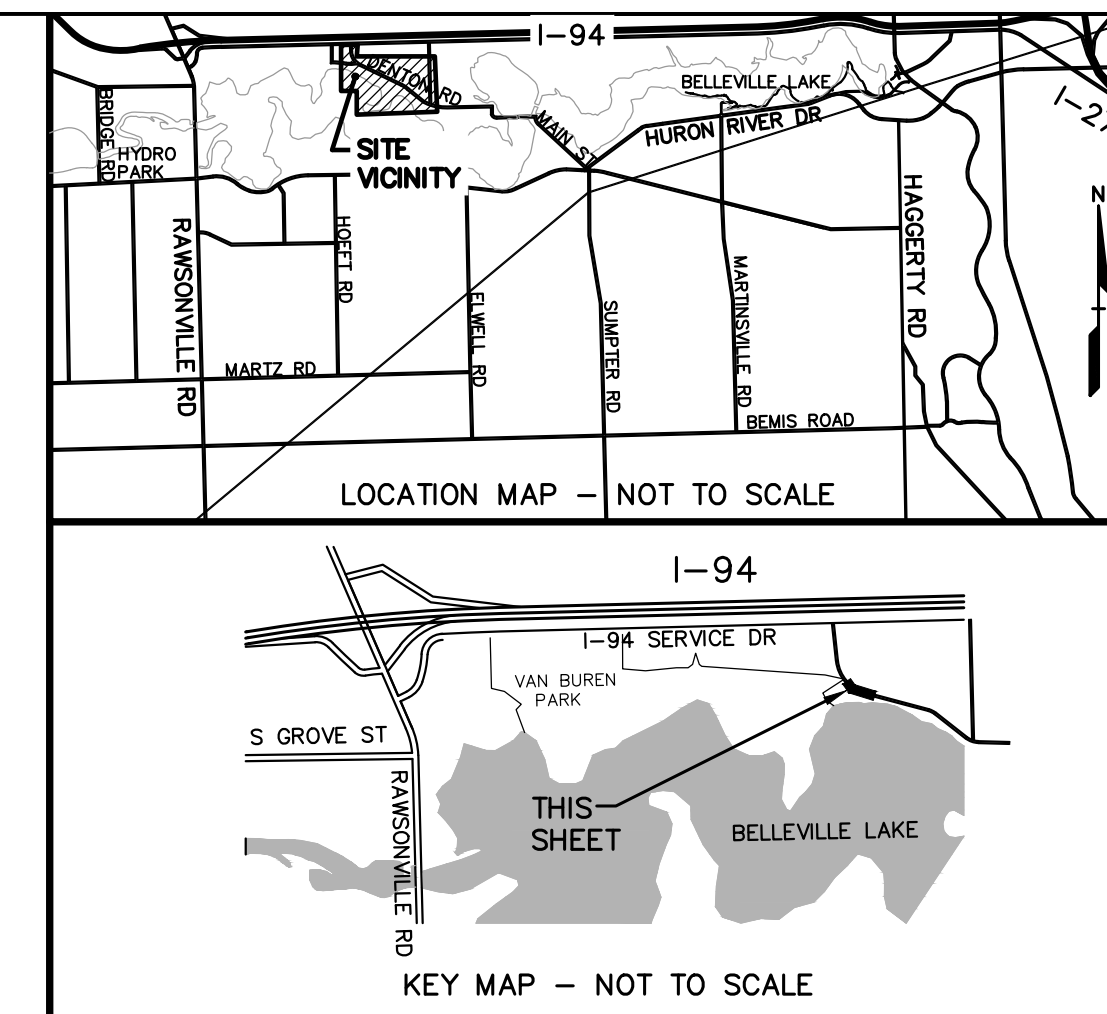 I-94
DENTON RD
BELLEVILLE LAKE
I-27
BRIDGE RD
HYDRO
PARK
MAIN ST
HURON RIVER DR
SITE
VICINITY
N
RAWSONVILLE RD
HOEFT RD
HAGGERTY RD
ELWELL RD
SUMPTER RD
MARTINSVILLE RD
MARTZ RD
BEMIS ROAD
LOCATION MAP – NOT TO SCALE
I-94
I-94 SERVICE DR
VAN BUREN
PARK
S GROVE ST
RAWSONVILLE RD
THIS
SHEET
BELLEVILLE LAKE
KEY MAP – NOT TO SCALE